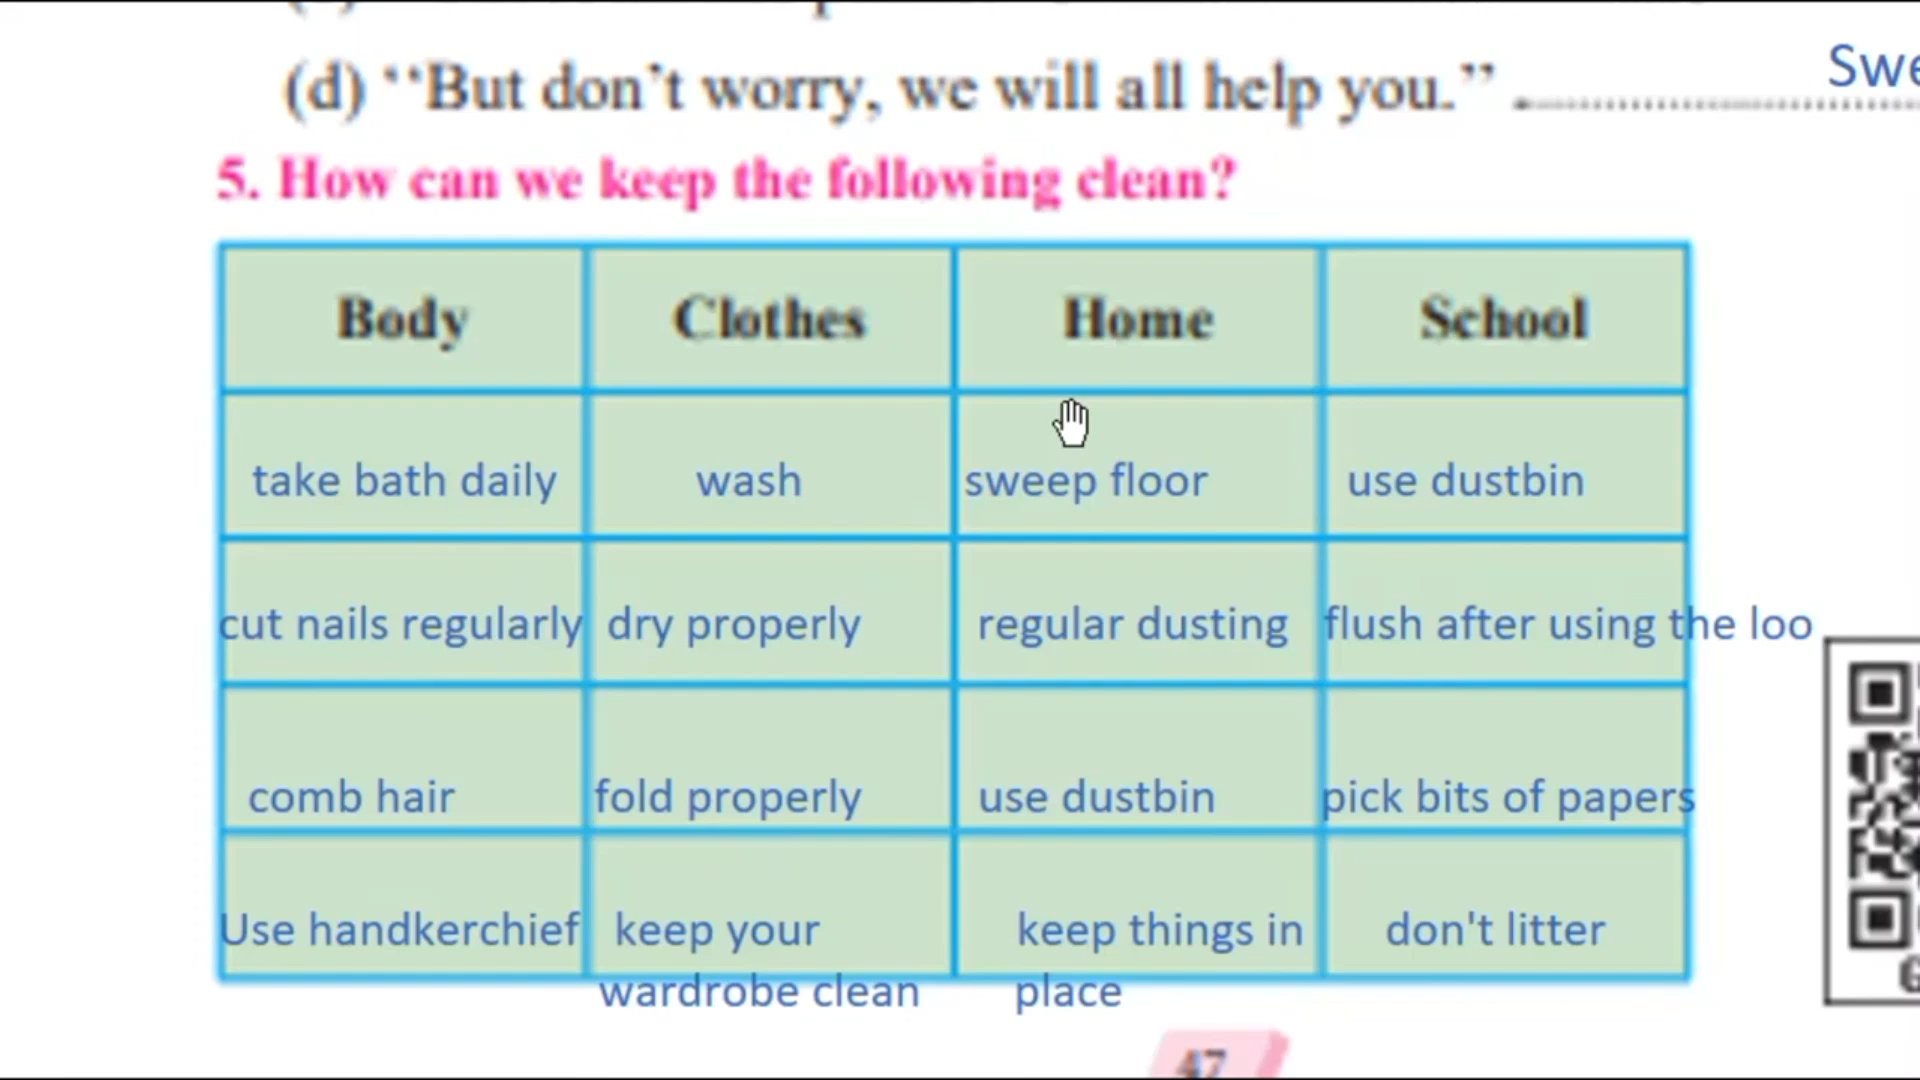 (d) ‘‘But don’t worry, we will all help you.’’ ........................ Swe
5. How can we keep the following clean?
Body Clothes Home School
take bath daily wash sweep floor use dustbin
cut nails regularly dry properly regular dusting flush after using the loo
comb hair fold properly use dustbin pick bits of papers
Use handkerchief keep your keep things in don't litter
wardrobe clean place
47